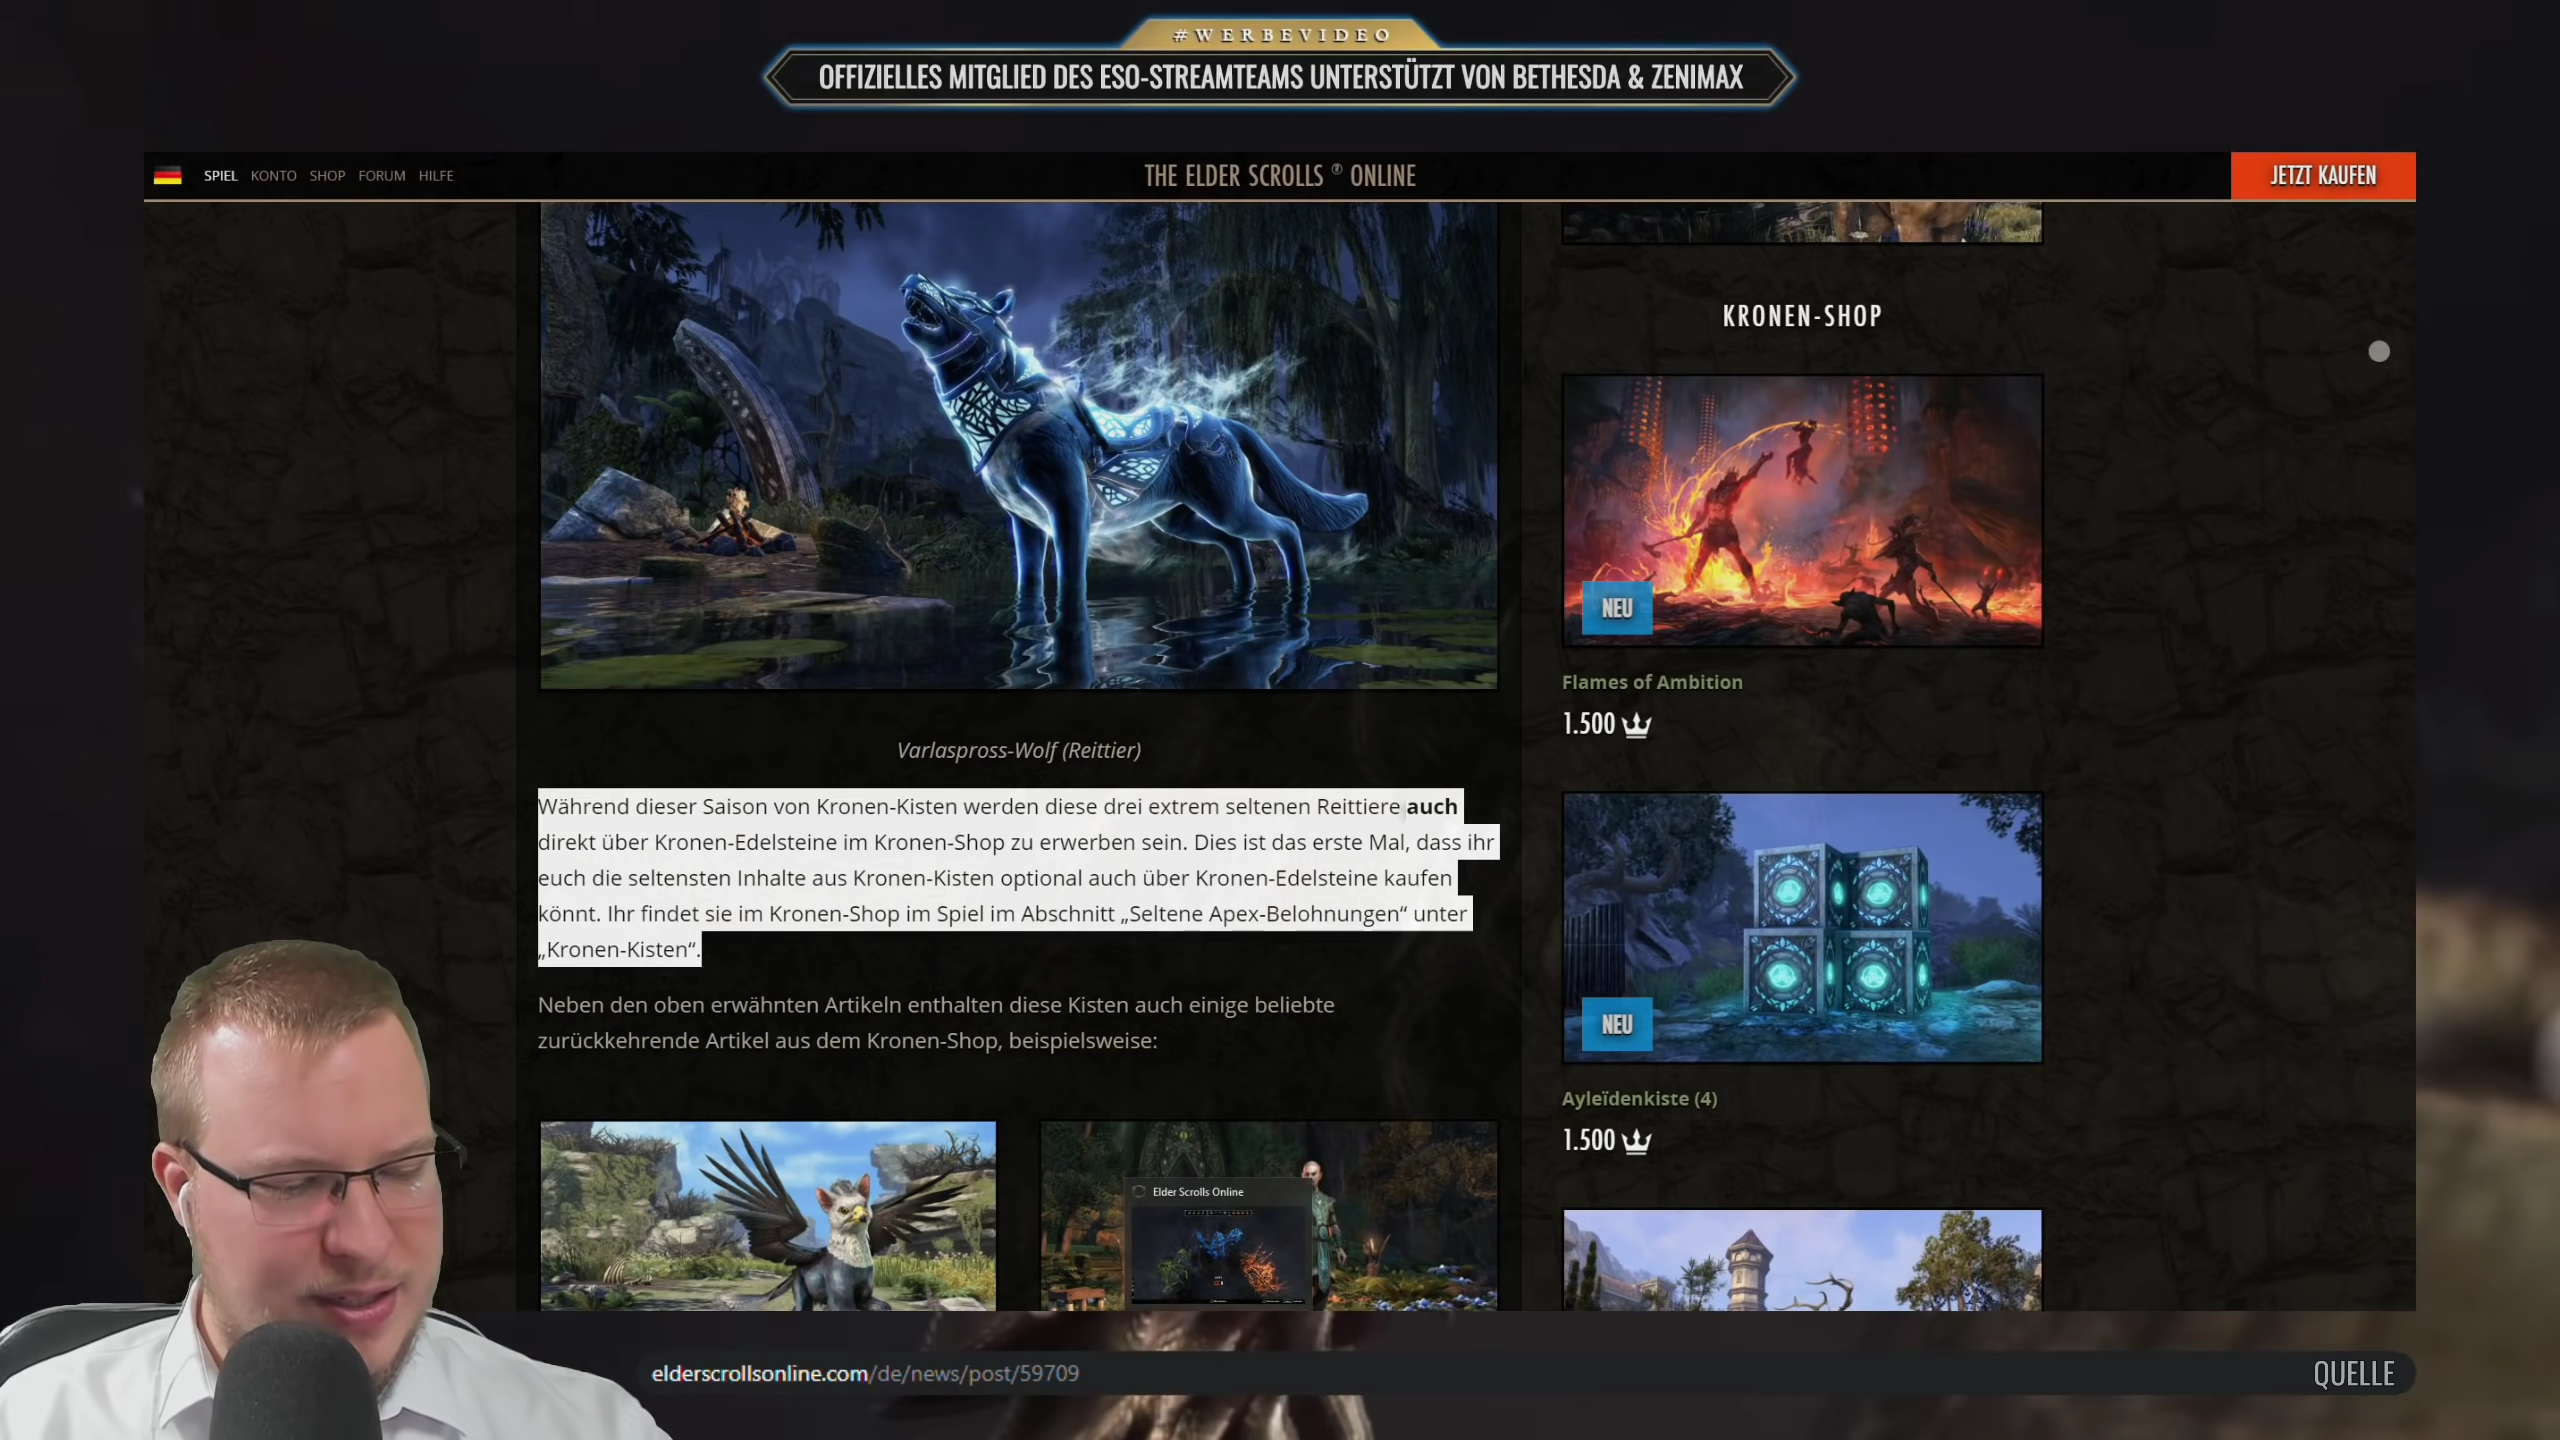 #WERBEVIDEO
OFFIZIELLES MITGLIED DES ESO-STREAMTEAMS UNTERSTÜTZT VON BETHESDA & ZENIMAX
SPIEL KONTO SHOP FORUM HILFE
THE ELDER SCROLLS ® ONLINE
JETZT KAUFEN
Varlaspross-Wolf (Reittier)
Während dieser Saison von Kronen-Kisten werden diese drei extrem seltenen Reittiere auch
direkt über Kronen-Edelsteine im Kronen-Shop zu erwerben sein. Dies ist das erste Mal, dass ihr
euch die seltensten Inhalte aus Kronen-Kisten optional auch über Kronen-Edelsteine kaufen
könnt. Ihr findet sie im Kronen-Shop im Spiel im Abschnitt „Seltene Apex-Belohnungen“ unter
„Kronen-Kisten“.
Neben den oben erwähnten Artikeln enthalten diese Kisten auch einige beliebte
zurückkehrende Artikel aus dem Kronen-Shop, beispielsweise:
Elder Scrolls Online
KRONEN-SHOP
NEU
Flames of Ambition
1.500
NEU
Ayleïdenkiste (4)
1.500
elderscrollsonline.com/de/news/post/59709
QUELLE